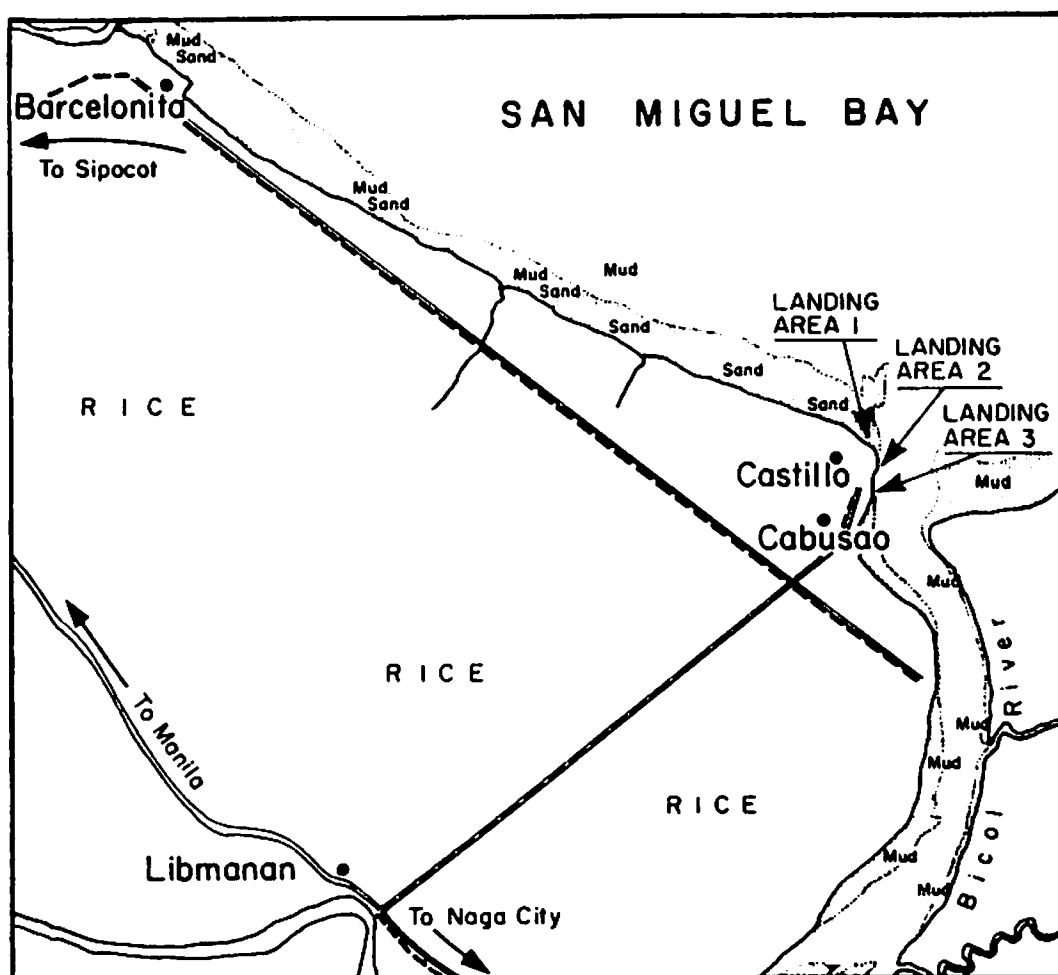 Mud
Sand
SAN MIGUEL BAY
Barcelonita
To Sipocot
Mud
Sand
Mud
Sand
Mud
Sand
Sand
Sand
LANDING
AREA 1
LANDING
AREA 2
LANDING
AREA 3
RICE
Castillo
Mud
Cabusao
Mud
RICE
River
To Manila
Mud
Mud
RICE
Libmanan
Mud
Mud
Bicol
To Naga City